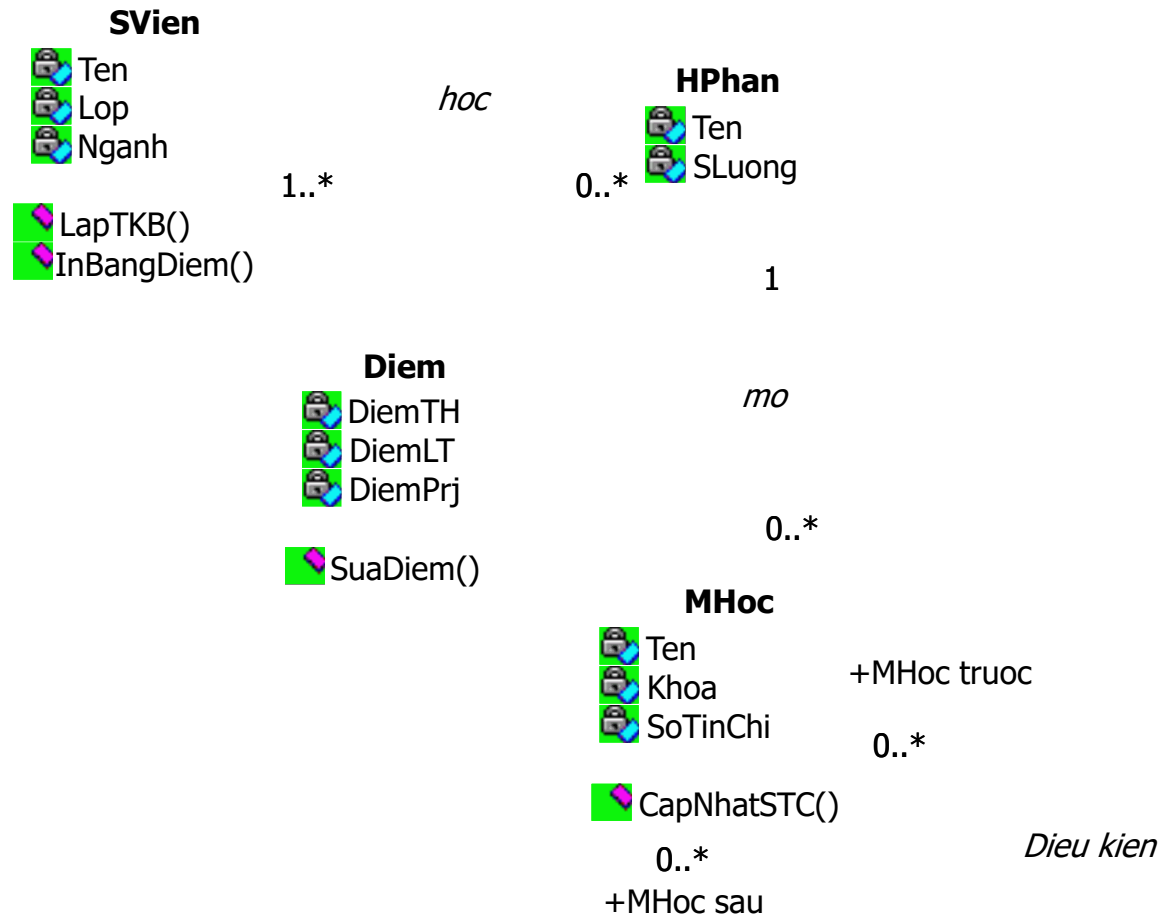 SVien
Ten
Lop
Nganh
LapTKB()
InBangDiem()
hoc
1..*
0..*
HPhan
Ten
SLuong
1
mo
0..*
Diem
DiemTH
DiemLT
DiemPrj
SuaDiem()
MHoc
Ten
Khoa
SoTinChi
CapNhatSTC()
+MHoc truoc
0..*
Dieu kien
0..*
+MHoc sau